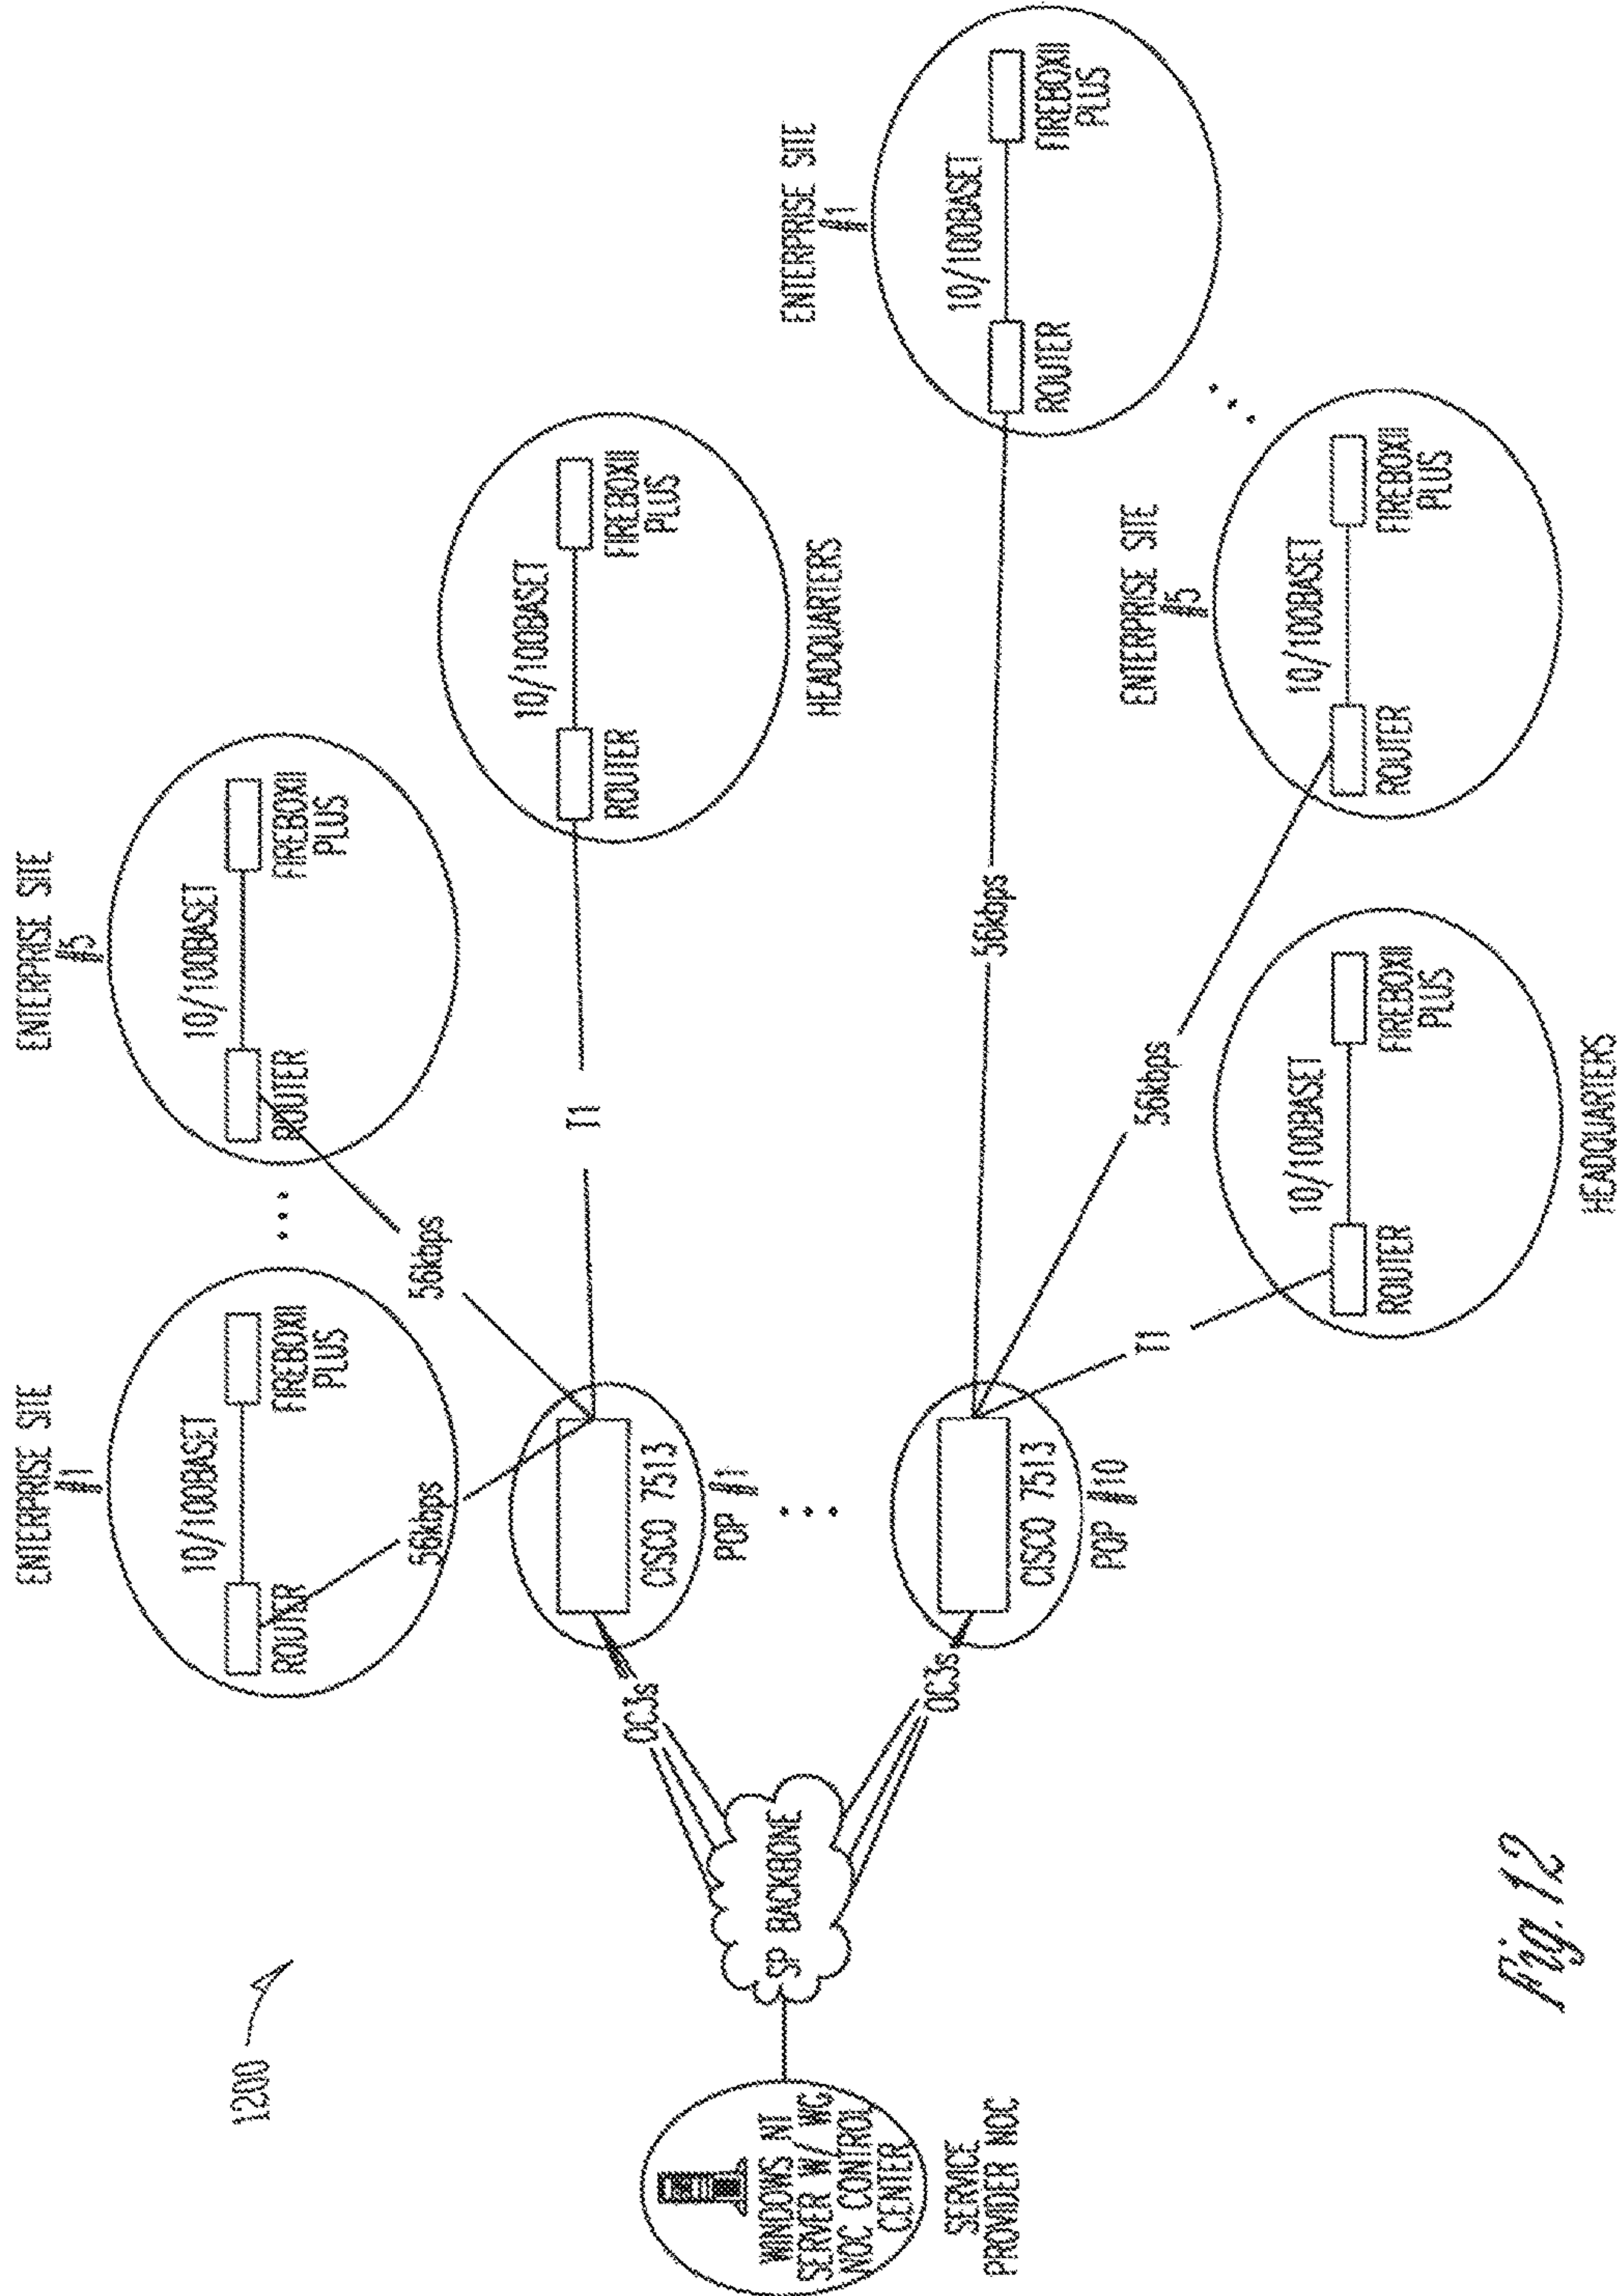 1200
ENTERPRISE SITE
#1
10/100BASET
ROUTER
FIREBOXII
PLUS
56kbps
ENTERPRISE SITE
#5
10/100BASET
ROUTER
FIREBOXII
PLUS
56kbps
10/100BASET
ROUTER
FIREBOXII
PLUS
HEADQUARTERS
T1
CISCO 7513
POP #1
OC3s
WINDOWS NT
SERVER W/ WG
NOC CONTROL
CENTER
SERVICE
PROVIDER NOC
SP BACKBONE
OC3s
CISCO 7513
POP #10
56kbps
ENTERPRISE SITE
#1
10/100BASET
ROUTER
FIREBOXII
PLUS
56kbps
ENTERPRISE SITE
#5
10/100BASET
ROUTER
FIREBOXII
PLUS
T1
10/100BASET
ROUTER
FIREBOXII
PLUS
HEADQUARTERS
Fig. 12